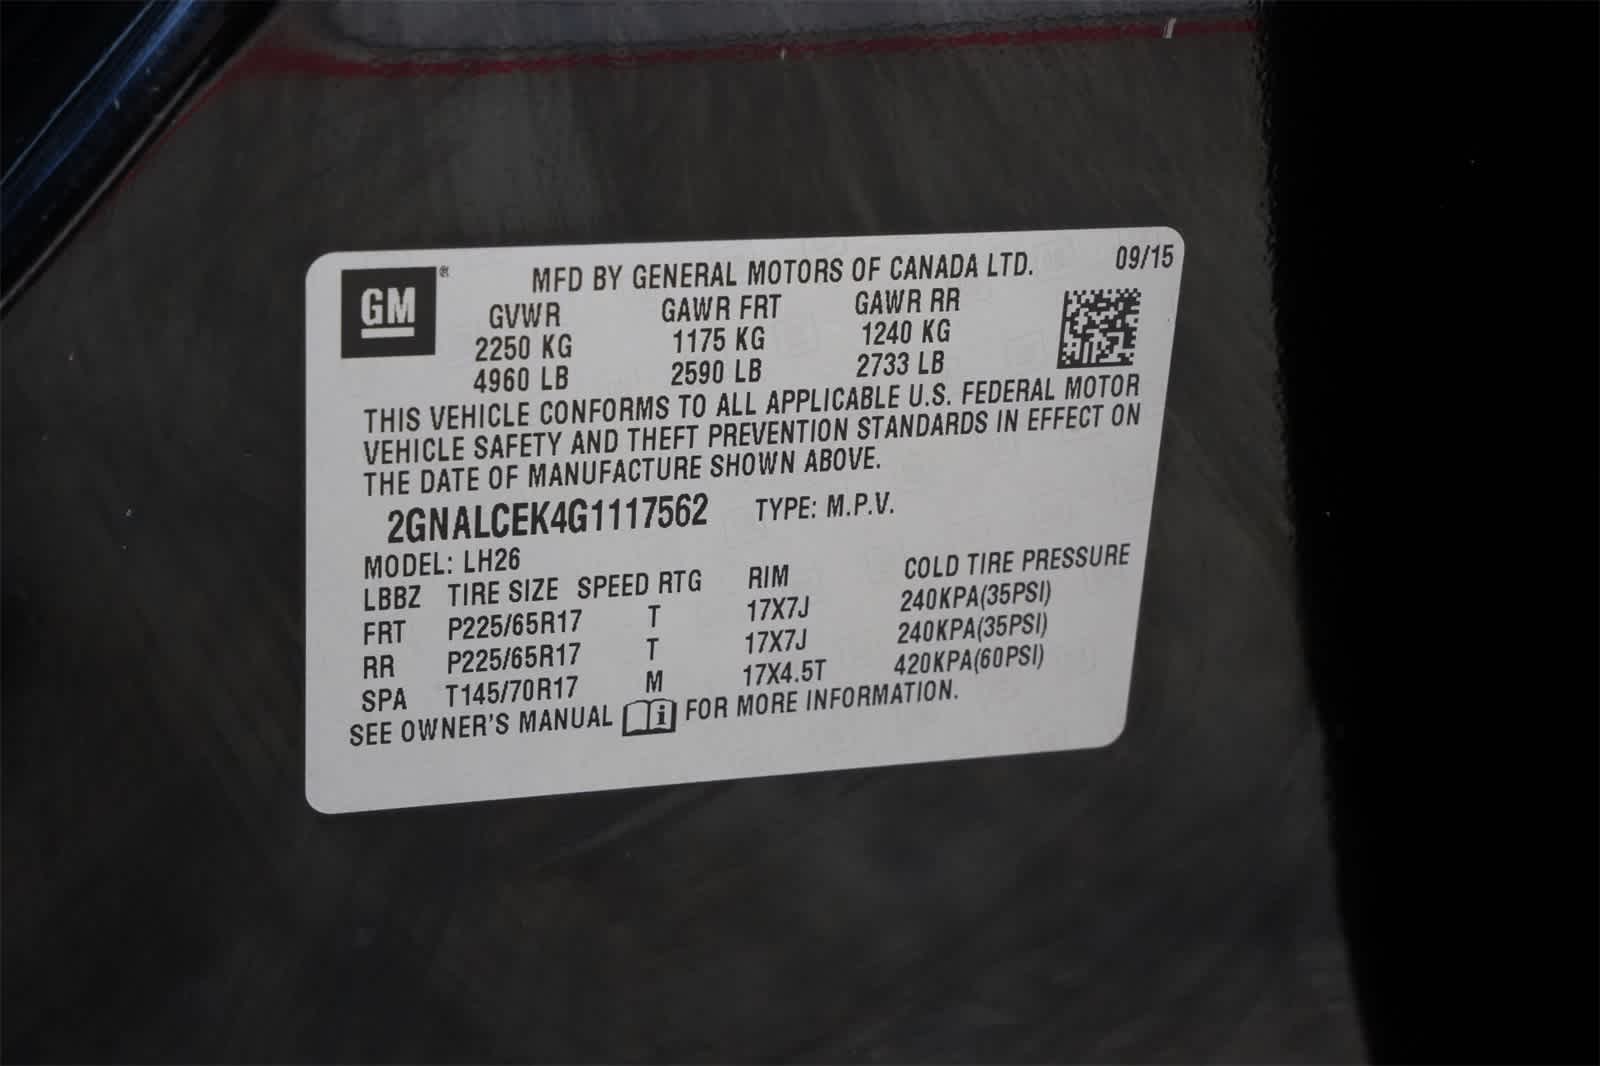 GM® MFD BY GENERAL MOTORS OF CANADA LTD. 09/15
GVWR GAWR FRT GAWR RR
2250 KG 1175 KG 1240 KG
4960 LB 2590 LB 2733 LB
THIS VEHICLE CONFORMS TO ALL APPLICABLE U.S. FEDERAL MOTOR
VEHICLE SAFETY AND THEFT PREVENTION STANDARDS IN EFFECT ON
THE DATE OF MANUFACTURE SHOWN ABOVE.
2GNALCEK4G1117562 TYPE: M.P.V.
MODEL: LH26
LBBZ TIRE SIZE SPEED RTG RIM COLD TIRE PRESSURE
FRT P225/65R17 T 17X7J 240KPA(35PSI)
RR P225/65R17 T 17X7J 240KPA(35PSI)
SPA T145/70R17 M 17X4.5T 420KPA(60PSI)
SEE OWNER'S MANUAL i FOR MORE INFORMATION.